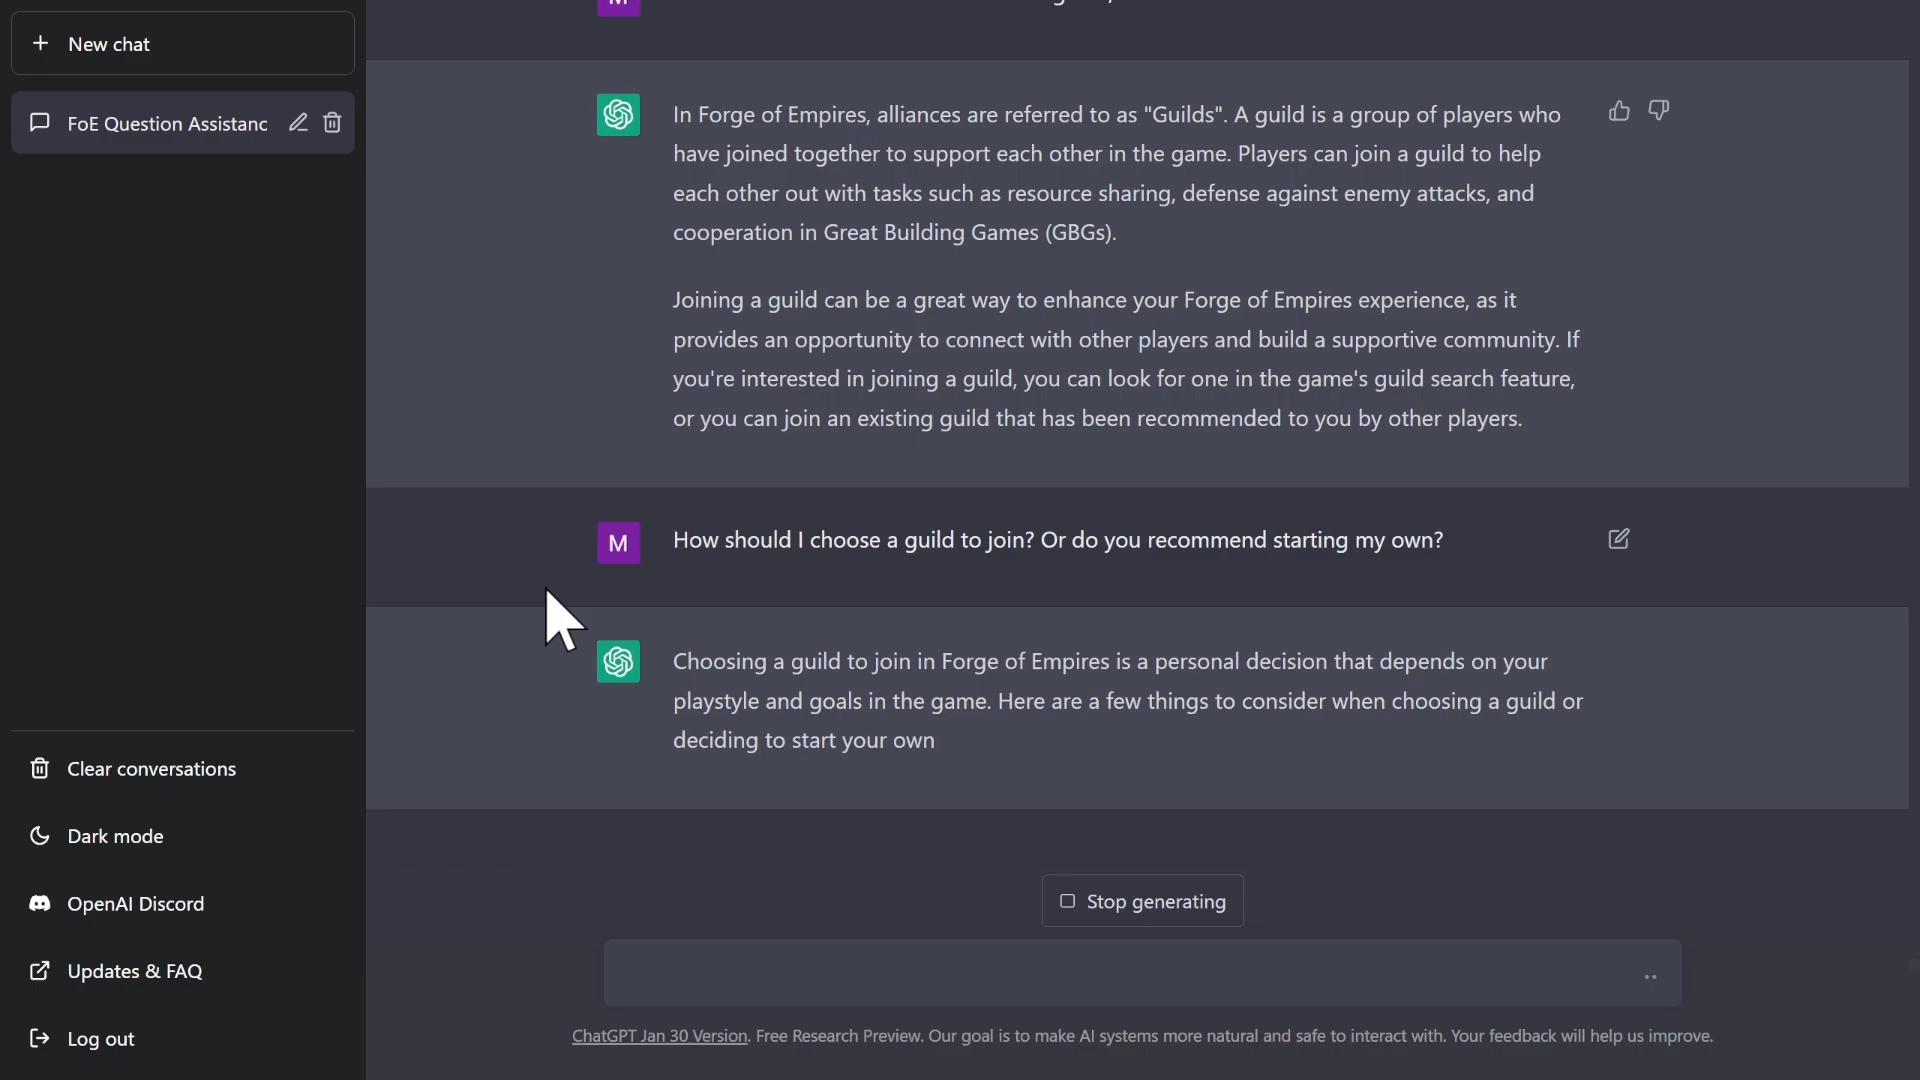 New chat
FoE Question Assistanc
In Forge of Empires, alliances are referred to as "Guilds". A guild is a group of players who
have joined together to support each other in the game. Players can join a guild to help
each other out with tasks such as resource sharing, defense against enemy attacks, and
cooperation in Great Building Games (GBGs).
Joining a guild can be a great way to enhance your Forge of Empires experience, as it
provides an opportunity to connect with other players and build a supportive community. If
you're interested in joining a guild, you can look for one in the game's guild search feature,
or you can join an existing guild that has been recommended to you by other players.
M
How should I choose a guild to join? Or do you recommend starting my own?
Choosing a guild to join in Forge of Empires is a personal decision that depends on your
playstyle and goals in the game. Here are a few things to consider when choosing a guild or
deciding to start your own
Clear conversations
Dark mode
OpenAI Discord
Updates & FAQ
Log out
Stop generating
ChatGPT Jan 30 Version. Free Research Preview. Our goal is to make AI systems more natural and safe to interact with. Your feedback will help us improve.